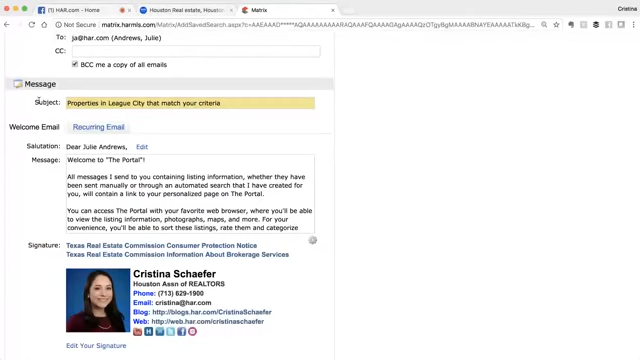 HAR.com - Home
Houston Real estate, Housto
Matrix
Cristina
Not Secure
matrix.harmls.com/Matrix/AddSavedSearch.aspx
To: ja@har.com (Andrews, Julie)
CC:
BCC me a copy of all emails
Message
Subject: Properties in League City that match your criteria
Welcome Email Recurring Email
Salutation: Dear Julie Andrews, Edit
Message: Welcome to "The Portal"!
All messages I send to you containing listing information, whether they have
been sent manually or through an automated search that I have created for
you, will contain a link to your personalized page on The Portal.
You can access The Portal with your favorite web browser, where you'll be able
to view the listing information, photographs, maps, and more. For your
convenience, you'll be able to sort these listings, rate them and categorize
Signature: Texas Real Estate Commission Consumer Protection Notice
Texas Real Estate Commission Information About Brokerage Services
Cristina Schaefer
Houston Assn of REALTORS
Phone: (713) 629-1900
Email: cristina@har.com
Blog: http://blogs.har.com/CristinaSchaefer
Web: http://web.har.com/cristinaschaefer
Edit Your Signature